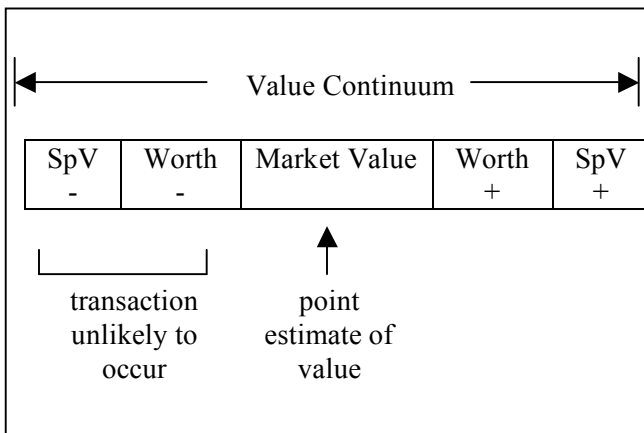 Value Continuum
SpV Worth Market Value Worth SpV
- - + +
transaction point
unlikely to estimate of
occur value